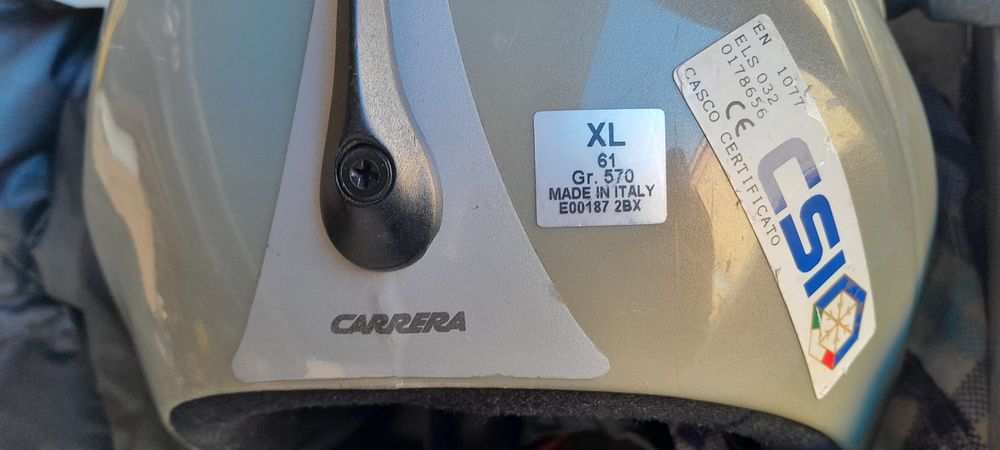 CARRERA
XL
61
Gr. 570
MADE IN ITALY
E00187 2BX
EN 1077
ELS 032
0178656
CE
CASCO CERTIFICATO
CSI